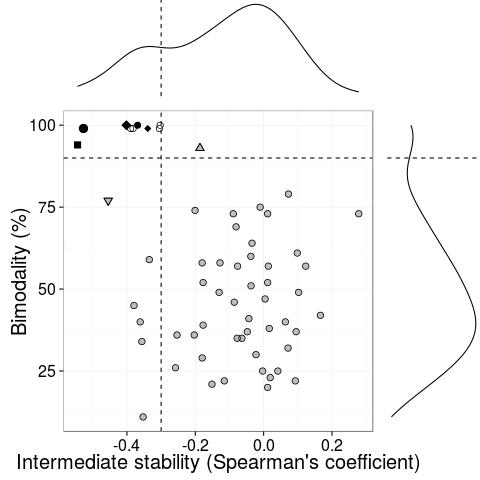 100
75
50
25
Bimodality (%)
-0.4 -0.2 0.0 0.2
Intermediate stability (Spearman's coefficient)